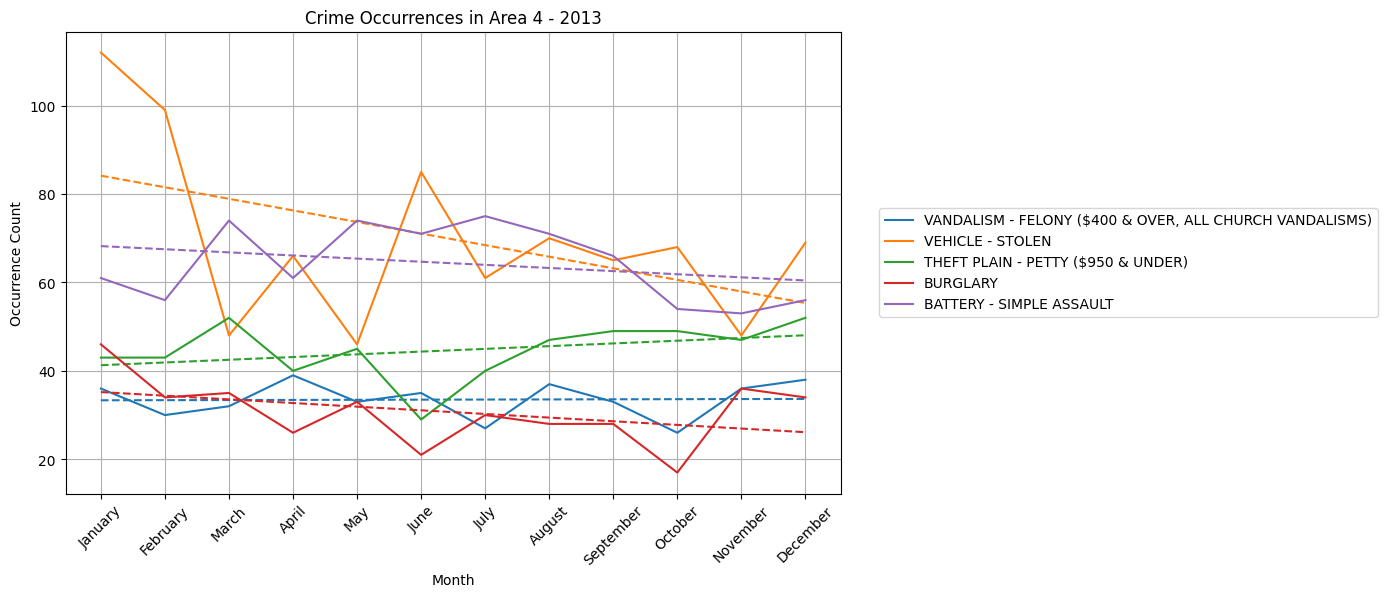 Crime Occurrences in Area 4 - 2013
Occurrence Count
100
80
60
40
20
January
February
March
April
May
June
July
August
September
October
November
December
Month
VANDALISM - FELONY ($400 & OVER, ALL CHURCH VANDALISMS)
VEHICLE - STOLEN
THEFT PLAIN - PETTY ($950 & UNDER)
BURGLARY
BATTERY - SIMPLE ASSAULT